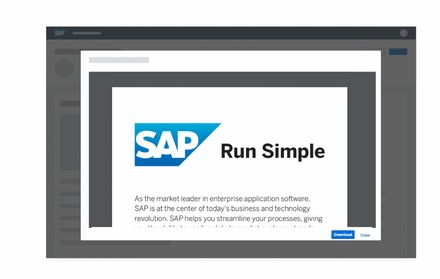 SAP
SAP Run Simple
As the market leader in enterprise application software,
SAP is at the center of today's business and technology
revolution. SAP helps you streamline your processes, giving
Download Close